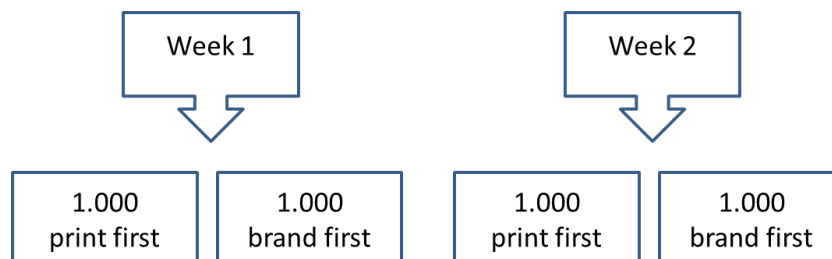 Week 1
Week 2
1.000
print first
1.000
brand first
1.000
print first
1.000
brand first